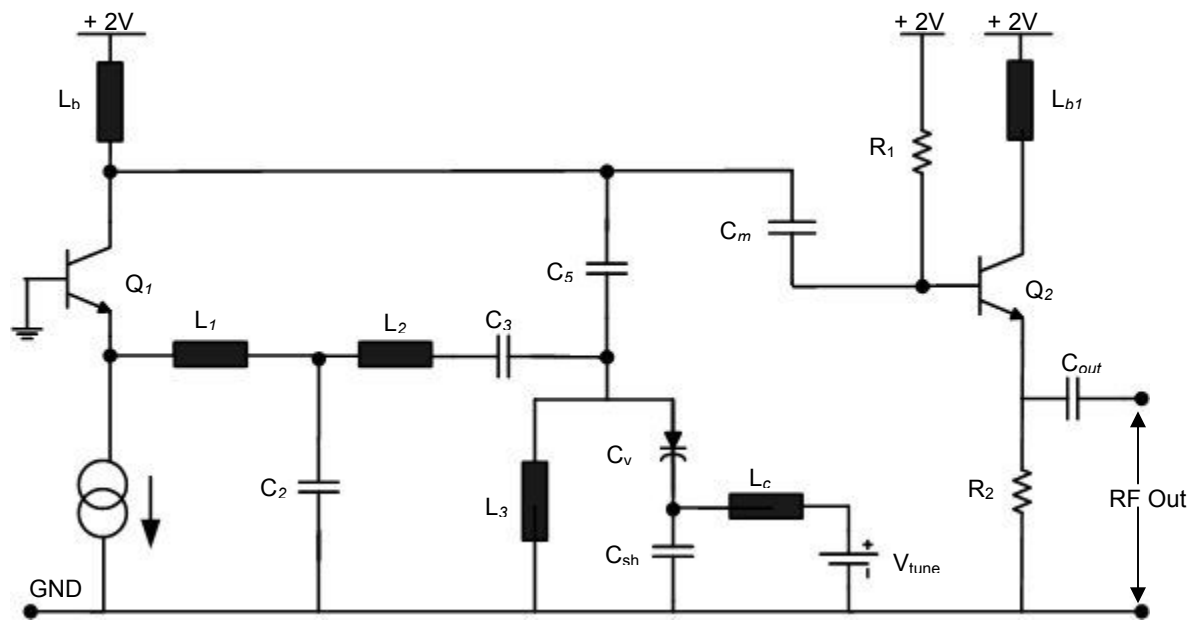 + 2V
+ 2V
+ 2V
Lb
Lb1
R1
Cm
Q1
C5
Q2
L1
L2
C3
Cout
Cv
C2
L3
Lc
R2
RF Out
Csh
+
-
Vtune
GND